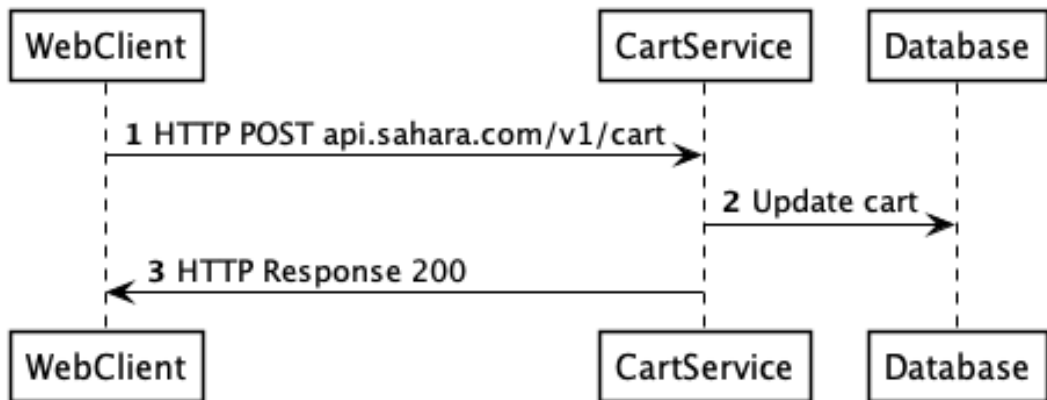 WebClient CartService Database
1 HTTP POST api.sahara.com/v1/cart
2 Update cart
3 HTTP Response 200
WebClient CartService Database